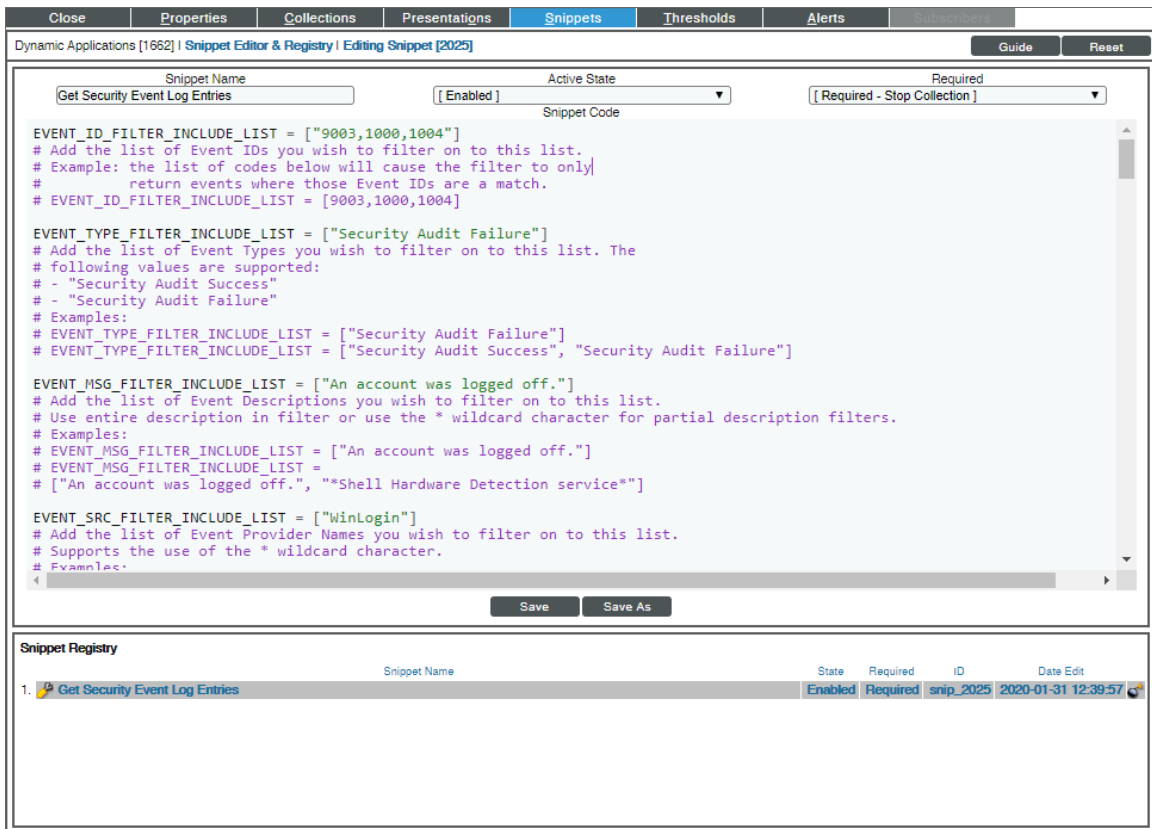 Close Properties Collections Presentations Snippets Thresholds Alerts Subscribers
Dynamic Applications [1662] | Snippet Editor & Registry | Editing Snippet [2025] Guide Reset
Snippet Name Active State Required
Get Security Event Log Entries [ Enabled ] [ Required - Stop Collection ]
Snippet Code
EVENT_ID_FILTER_INCLUDE_LIST = ["9003,1000,1004"]
# Add the list of Event IDs you wish to filter on to this list.
# Example: the list of codes below will cause the filter to only
# return events where those Event IDs are a match.
# EVENT_ID_FILTER_INCLUDE_LIST = [9003,1000,1004]
EVENT_TYPE_FILTER_INCLUDE_LIST = ["Security Audit Failure"]
# Add the list of Event Types you wish to filter on to this list. The
# following values are supported:
# - "Security Audit Success"
# - "Security Audit Failure"
# Examples:
# EVENT_TYPE_FILTER_INCLUDE_LIST = ["Security Audit Failure"]
# EVENT_TYPE_FILTER_INCLUDE_LIST = ["Security Audit Success", "Security Audit Failure"]
EVENT_MSG_FILTER_INCLUDE_LIST = ["An account was logged off."]
# Add the list of Event Descriptions you wish to filter on to this list.
# Use entire description in filter or use the * wildcard character for partial description filters.
# Examples:
# EVENT_MSG_FILTER_INCLUDE_LIST = ["An account was logged off."]
# EVENT_MSG_FILTER_INCLUDE_LIST =
# ["An account was logged off.", "*Shell Hardware Detection service*"]
EVENT_SRC_FILTER_INCLUDE_LIST = ["WinLogin"]
# Add the list of Event Provider Names you wish to filter on to this list.
# Supports the use of the * wildcard character.
# Examples:
Save Save As
Snippet Registry
Snippet Name State Required ID Date Edit
1. Get Security Event Log Entries Enabled Required snip_2025 2020-01-31 12:39:57